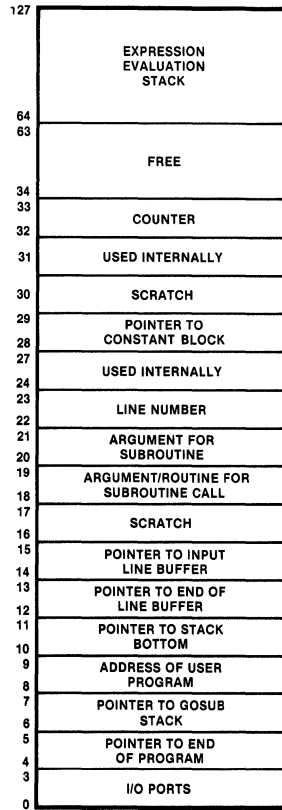 127
EXPRESSION
EVALUATION
STACK
64
63
FREE
34
33
COUNTER
32
31 USED INTERNALLY
30 SCRATCH
29
POINTER TO
CONSTANT BLOCK
28
27
USED INTERNALLY
24
23
LINE NUMBER
22
21
ARGUMENT FOR
SUBROUTINE
20
19
ARGUMENT/ROUTINE FOR
SUBROUTINE CALL
18
17
SCRATCH
16
15
POINTER TO INPUT
LINE BUFFER
14
13
POINTER TO END OF
LINE BUFFER
12
11
POINTER TO STACK
BOTTOM
10
9
ADDRESS OF USER
PROGRAM
8
7
POINTER TO GOSUB
STACK
6
5
POINTER TO END
OF PROGRAM
4
3
I/O PORTS
0